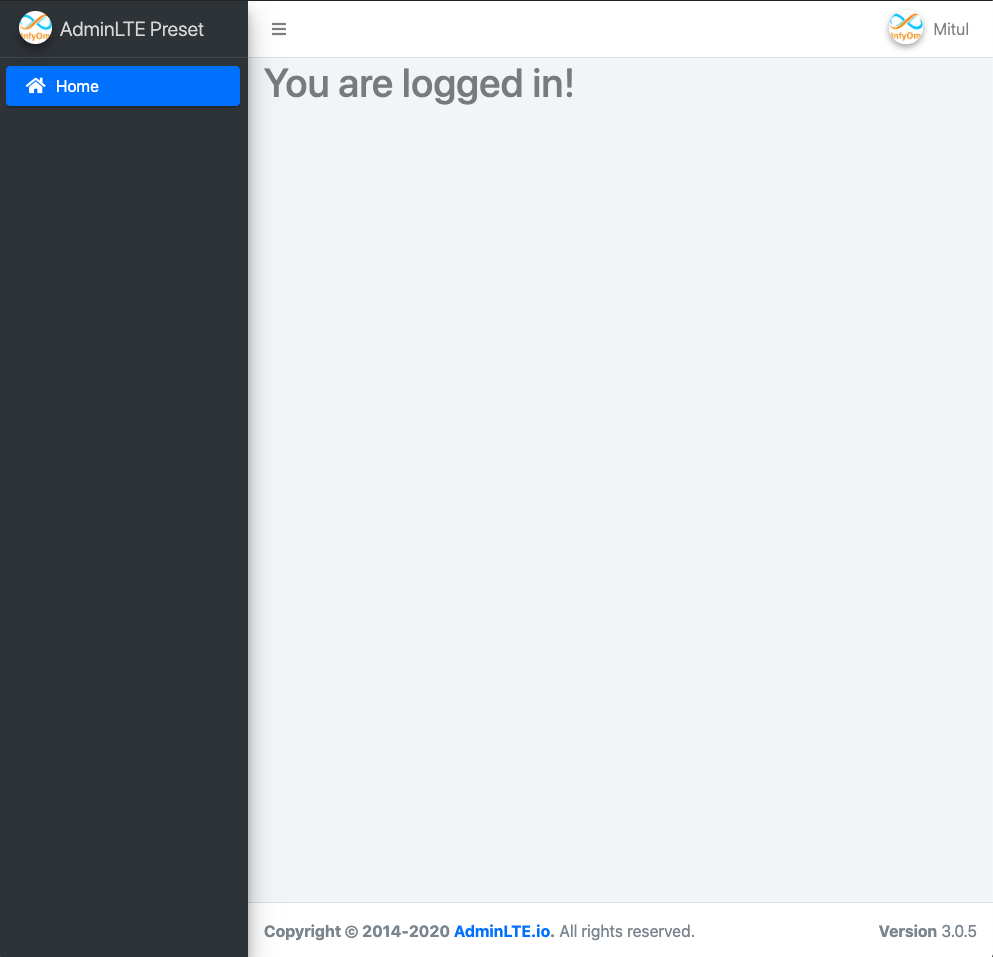 InfyOm AdminLTE Preset
InfyOm Mitul
Home
You are logged in!
Copyright © 2014-2020 AdminLTE.io. All rights reserved.
Version 3.0.5